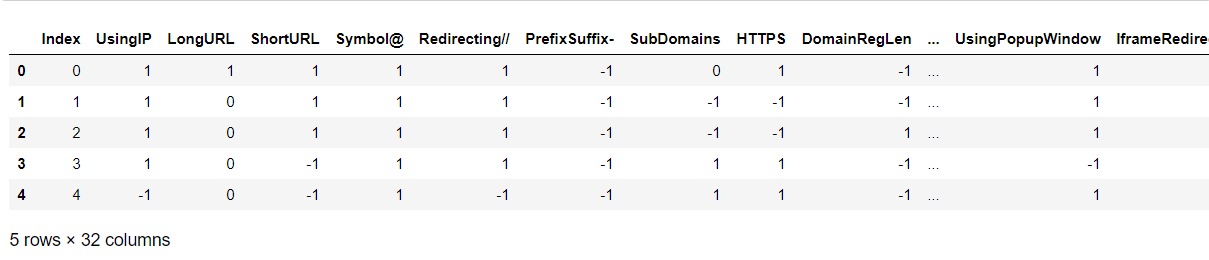 Index UsingIP LongURL ShortURL Symbol@ Redirecting// PrefixSuffix- SubDomains HTTPS DomainRegLen ... UsingPopupWindow IframeRedire
0 0 1 1 1 1 1 -1 0 1 -1 ... 1
1 1 1 0 1 1 1 -1 -1 -1 -1 ... 1
2 2 1 0 1 1 1 -1 -1 -1 1 ... 1
3 3 1 0 -1 1 1 -1 1 1 -1 ... -1
4 4 -1 0 -1 1 -1 -1 1 1 -1 ... 1
5 rows × 32 columns